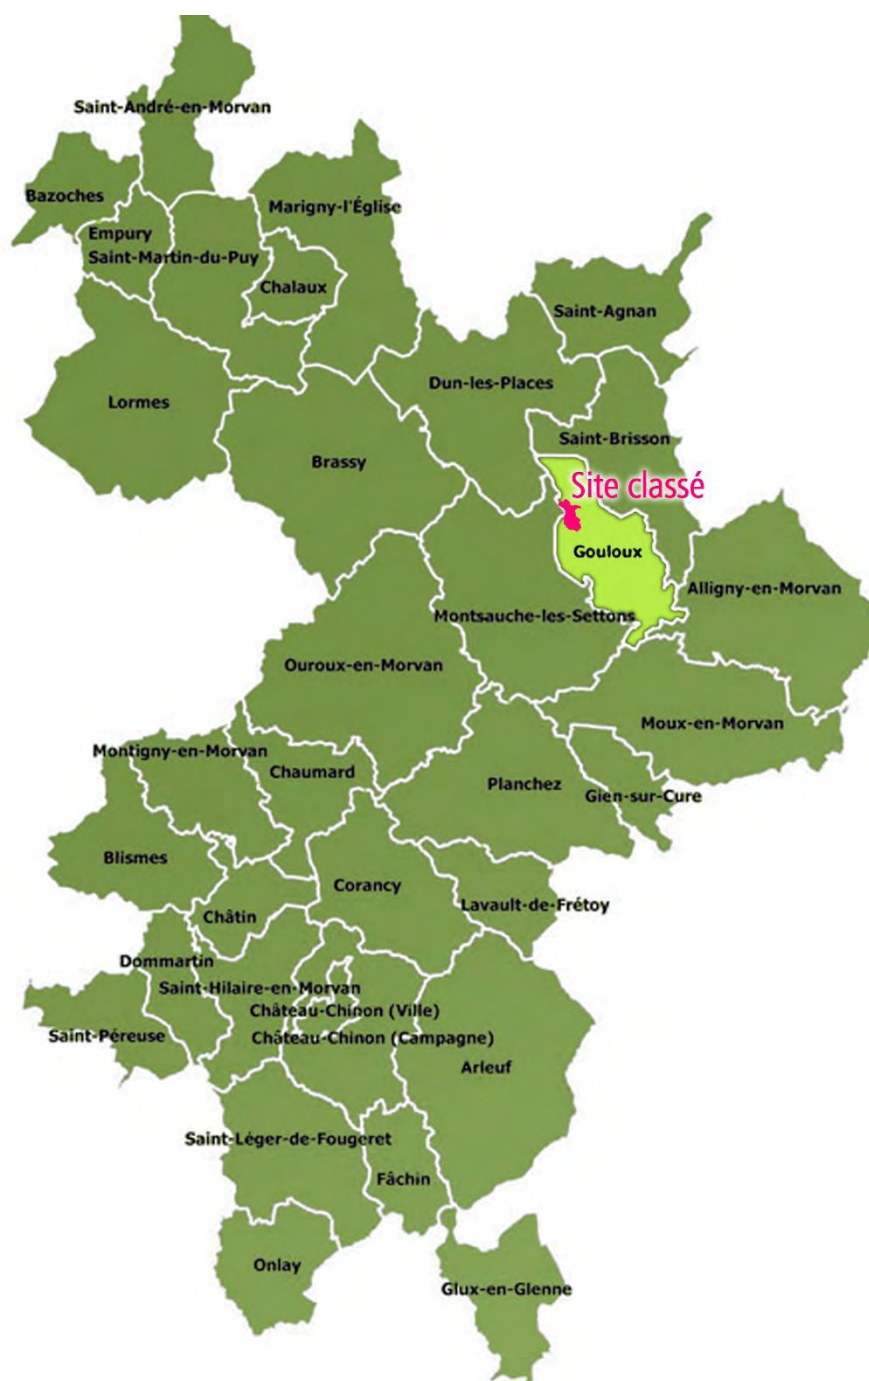 Saint-André-en-Morvan
Bazoches
Marigny-l'Église
Empury
Saint-Martin-du-Puy
Chalaux
Saint-Agnan
Dun-les-Places
Lormes
Saint-Brisson
Brassy
Site classé
Gouloux
Alligny-en-Morvan
Montsauche-les-Settons
Ouroux-en-Morvan
Moux-en-Morvan
Montigny-en-Morvan
Chaumard
Planchez
Gien-sur-Cure
Blismes
Corancy
Lavault-de-Frétoy
Châtin
Dommartin
Saint-Hilaire-en-Morvan
Château-Chinon (Ville)
Saint-Péreuse
Château-Chinon (Campagne)
Arleuf
Saint-Léger-de-Fougeret
Fâchin
Onlay
Glux-en-Glenne